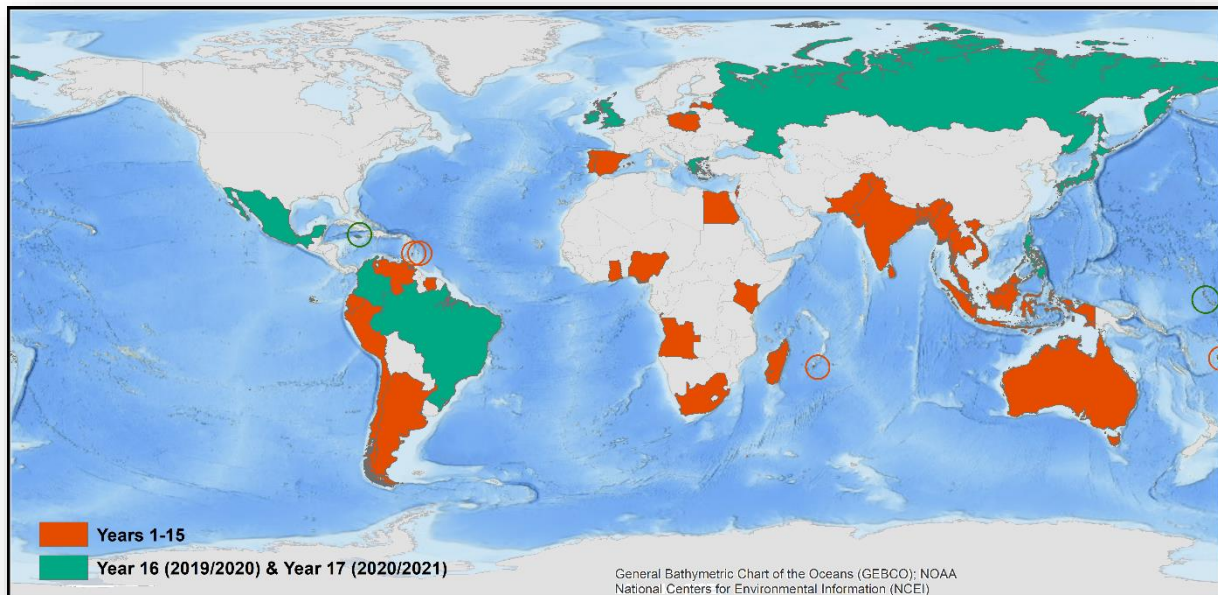 Years 1-15
Year 16 (2019/2020) & Year 17 (2020/2021)
General Bathymetric Chart of the Oceans (GEBCO); NOAA
National Centers for Environmental Information (NCEI)